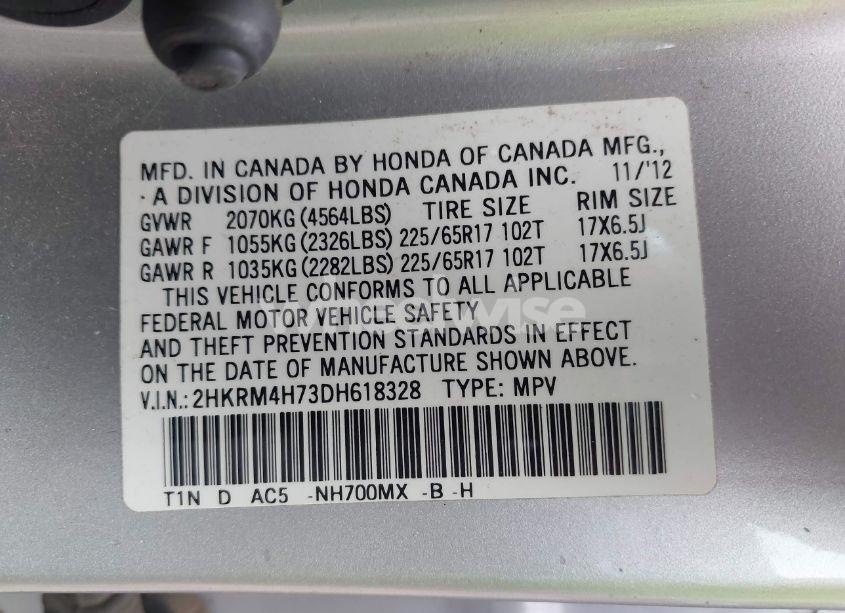 MFD. IN CANADA BY HONDA OF CANADA MFG.,
A DIVISION OF HONDA CANADA INC. 11/'12
GVWR 2070KG (4564LBS) TIRE SIZE RIM SIZE
GAWR F 1055KG (2326LBS) 225/65R17 102T 17X6.5J
GAWR R 1035KG (2282LBS) 225/65R17 102T 17X6.5J
THIS VEHICLE CONFORMS TO ALL APPLICABLE
FEDERAL MOTOR VEHICLE SAFETY
AND THEFT PREVENTION STANDARDS IN EFFECT
ON THE DATE OF MANUFACTURE SHOWN ABOVE.
V.I.N.: 2HKRM4H73DH618328 TYPE: MPV
T1N D AC5 -NH700MX -B -H